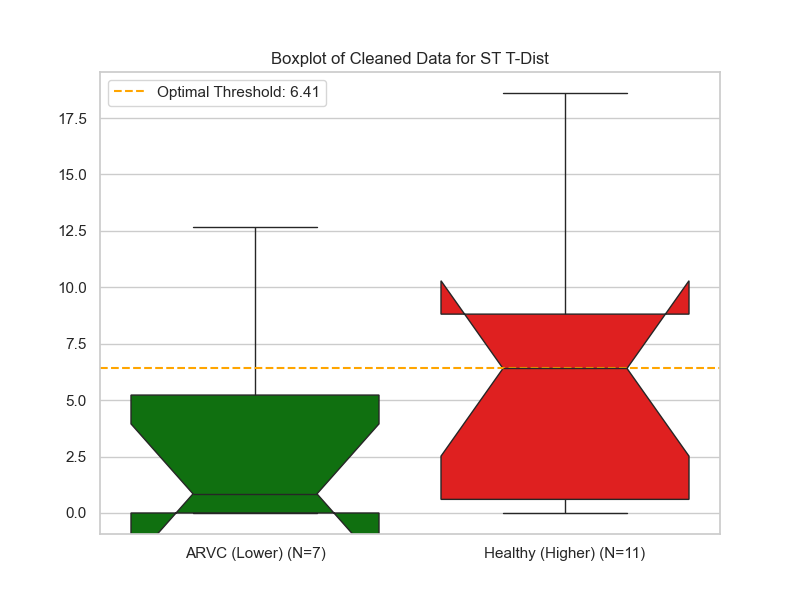 Boxplot of Cleaned Data for ST T-Dist
Optimal Threshold: 6.41
17.5
15.0
12.5
10.0
7.5
5.0
2.5
0.0
ARVC (Lower) (N=7)
Healthy (Higher) (N=11)